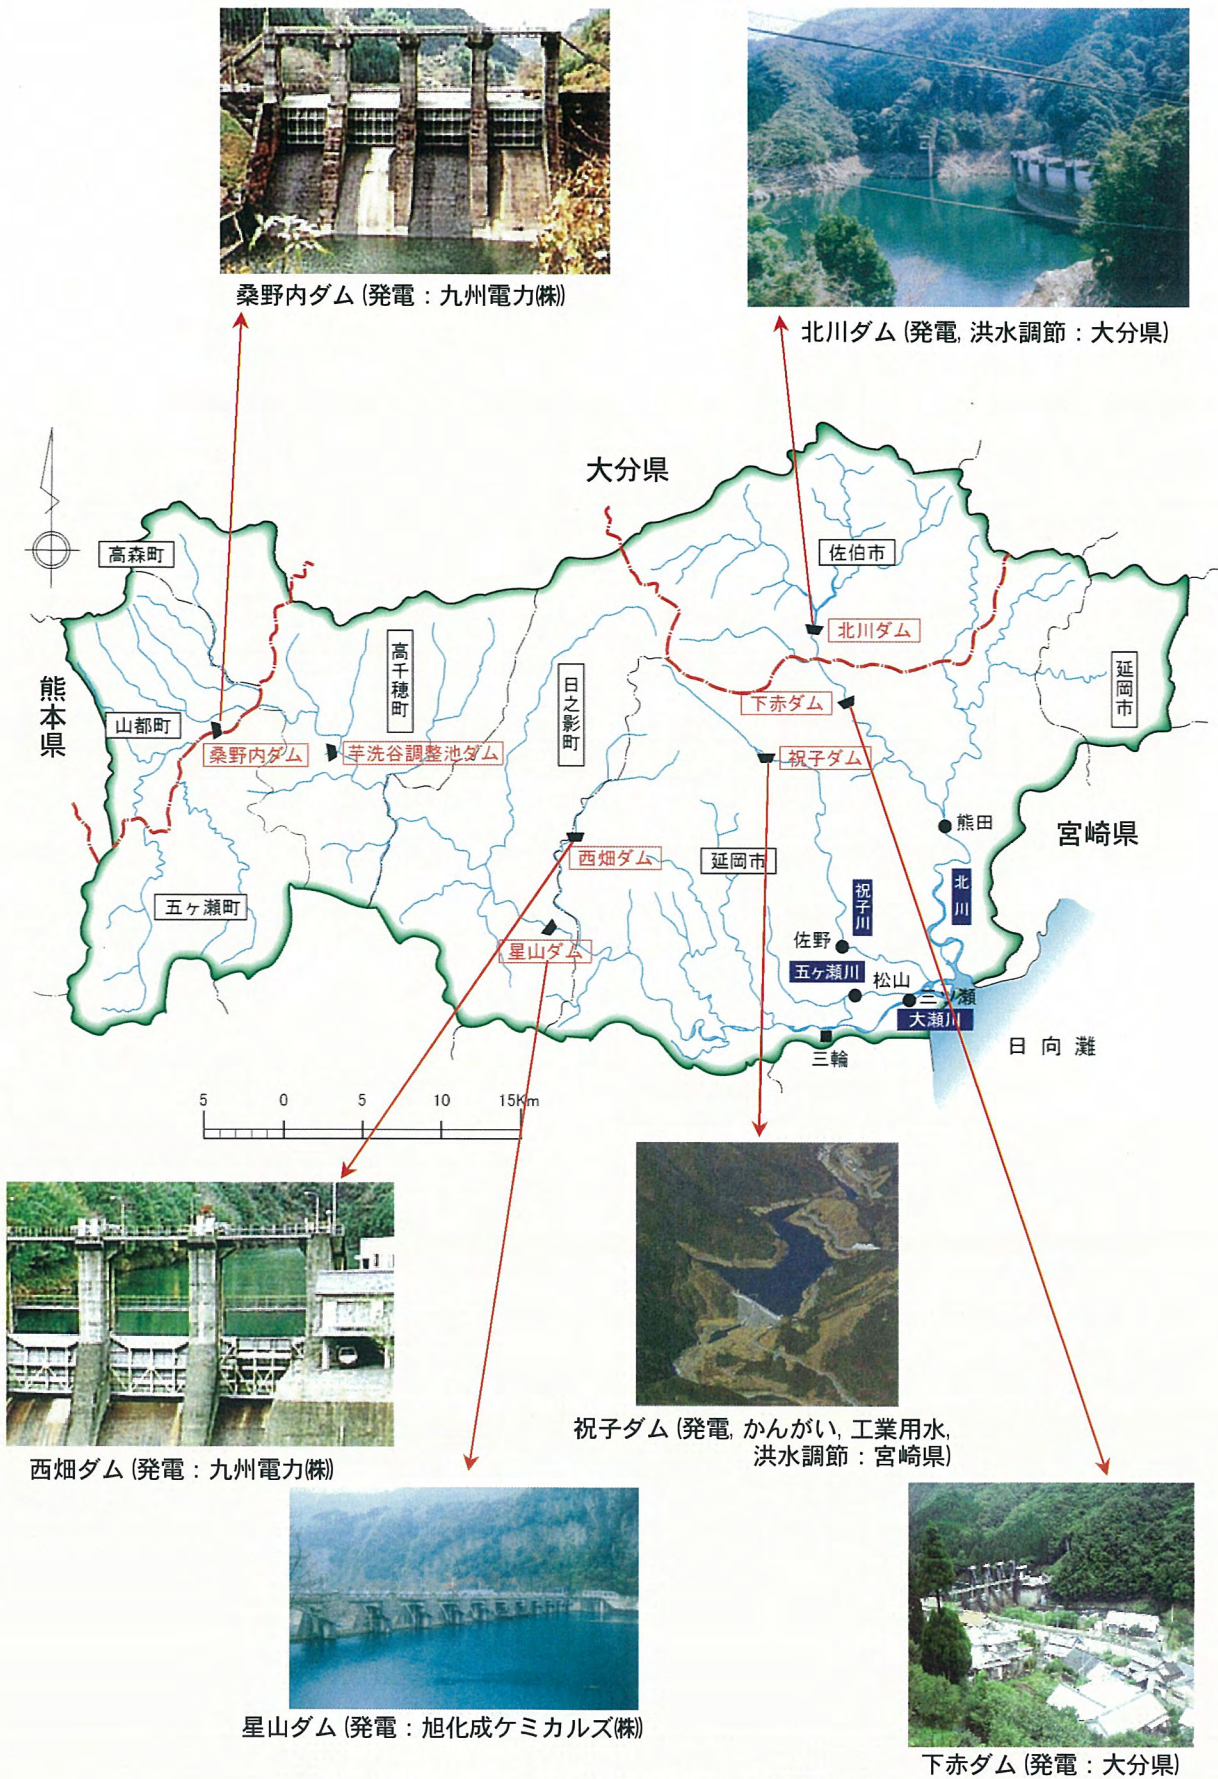 桑野内ダム (発電：九州電力㈱)
北川ダム (発電, 洪水調節：大分県)
大分県
高森町
佐伯市
北川ダム
高千穂町
日之影町
延岡市
熊本県
山都町
下赤ダム
桑野内ダム
芋洗谷調整池ダム
祝子ダム
熊田
宮崎県
西畑ダム
延岡市
五ヶ瀬町
祝子川
北川
星山ダム
佐野
五ヶ瀬川
松山
三ツ瀬
大瀬川
日向灘
三輪
5 0 5 10 15Km
西畑ダム (発電：九州電力㈱)
祝子ダム (発電, かんがい, 工業用水,
洪水調節：宮崎県)
星山ダム (発電：旭化成ケミカルズ㈱)
下赤ダム (発電：大分県)